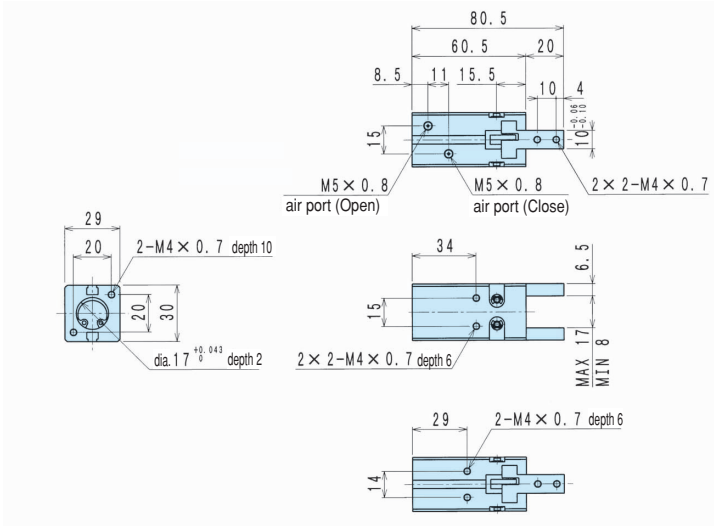 80.5
60.5 20
8.5 11 15.5 10 4
15
10 -0.06 -0.10
M5×0.8 M5×0.8 2×2-M4×0.7
air port (Open) air port (Close)
29
20 2-M4×0.7 depth 10
20
30
dia.17 +0.043 0 depth 2
34
6.5
15
2×2-M4×0.7 depth 6
MAX 17
MIN 8
29 2-M4×0.7 depth 6
14